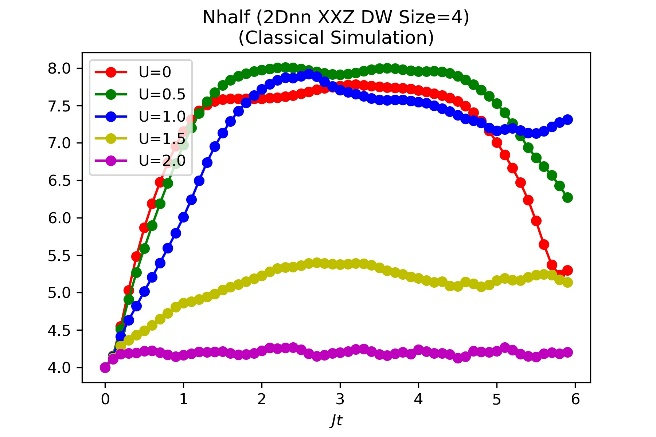 Nhalf (2Dnn XXZ DW Size=4)
(Classical Simulation)
8.0
7.5
7.0
6.5
6.0
5.5
5.0
4.5
4.0
U=0
U=0.5
U=1.0
U=1.5
U=2.0
0 1 2 3 4 5 6
Jt